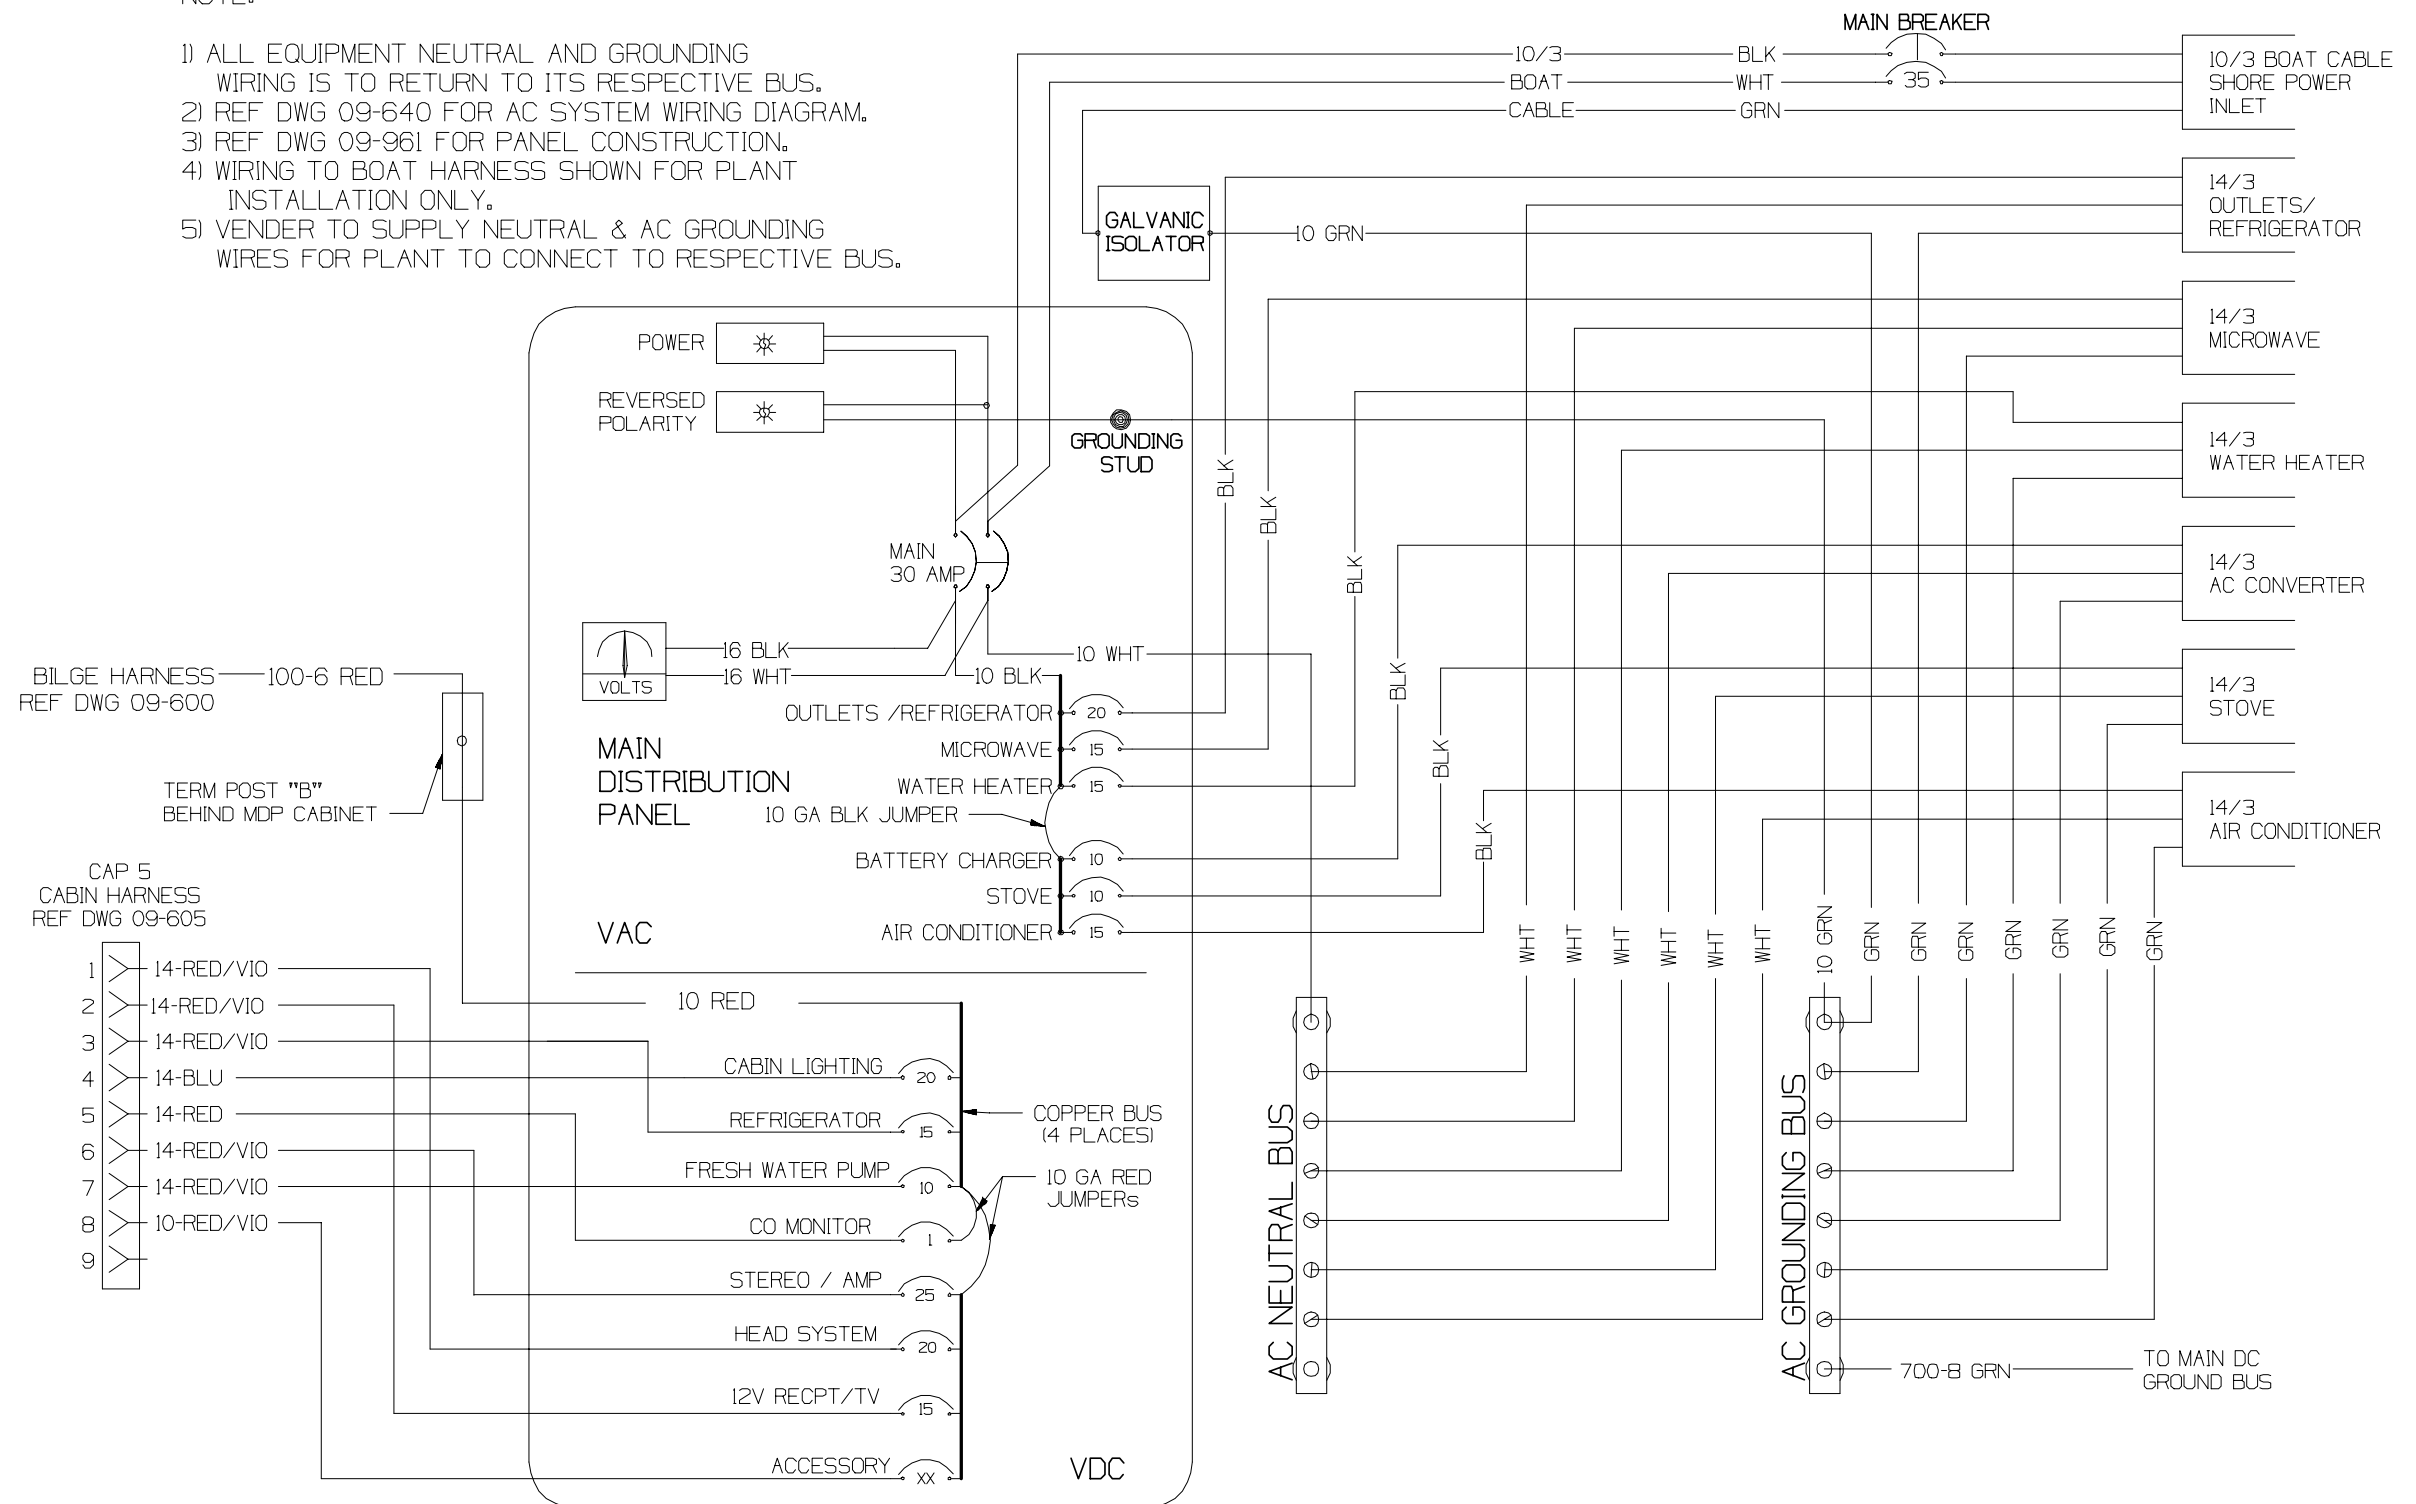 NOTE:
1) ALL EQUIPMENT NEUTRAL AND GROUNDING
WIRING IS TO RETURN TO ITS RESPECTIVE BUS.
2) REF DWG 09-640 FOR AC SYSTEM WIRING DIAGRAM.
3) REF DWG 09-961 FOR PANEL CONSTRUCTION.
4) WIRING TO BOAT HARNESS SHOWN FOR PLANT
INSTALLATION ONLY.
5) VENDER TO SUPPLY NEUTRAL & AC GROUNDING
WIRES FOR PLANT TO CONNECT TO RESPECTIVE BUS.
MAIN BREAKER
10/3 BLK
BOAT WHT 35
CABLE GRN
10/3 BOAT CABLE
SHORE POWER
INLET
14/3
OUTLETS/
REFRIGERATOR
GALVANIC
ISOLATOR
10 GRN
14/3
MICROWAVE
14/3
WATER HEATER
14/3
AC CONVERTER
14/3
STOVE
14/3
AIR CONDITIONER
POWER
REVERSED
POLARITY
GROUNDING
STUD
MAIN
30 AMP
VOLTS
16 BLK
16 WHT
10 WHT
10 BLK
OUTLETS /REFRIGERATOR 20
MICROWAVE 15
WATER HEATER 15
10 GA BLK JUMPER
BATTERY CHARGER 10
STOVE 10
AIR CONDITIONER 15
MAIN
DISTRIBUTION
PANEL
VAC
BLK
BLK
BLK
BLK
BLK
BLK
WHT
WHT
WHT
WHT
WHT
WHT
10 GRN
GRN
GRN
GRN
GRN
GRN
GRN
GRN
BILGE HARNESS 100-6 RED
REF DWG 09-600
TERM POST "B"
BEHIND MDP CABINET
CAP 5
CABIN HARNESS
REF DWG 09-605
1 14-RED/VIO
2 14-RED/VIO
3 14-RED/VIO
4 14-BLU
5 14-RED
6 14-RED/VIO
7 14-RED/VIO
8 10-RED/VIO
9
10 RED
CABIN LIGHTING 20
REFRIGERATOR 15
FRESH WATER PUMP 10
CO MONITOR 1
STEREO / AMP 25
HEAD SYSTEM 20
12V RECPT/TV 15
ACCESSORY XX
COPPER BUS
(4 PLACES)
10 GA RED
JUMPERs
VDC
AC NEUTRAL BUS
AC GROUNDING BUS
700-8 GRN
TO MAIN DC
GROUND BUS